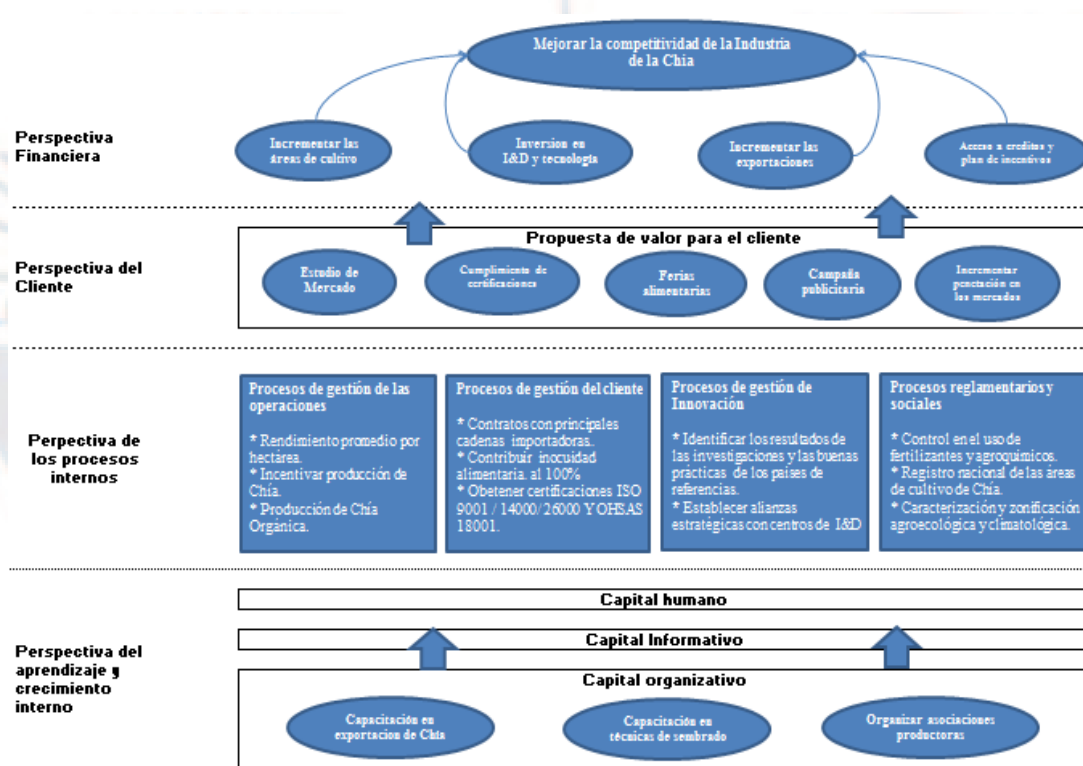 Mejorar la competitividad de la Industria
de la Chia
Perspectiva
Financiera
Incrementar las
áreas de cultivo
Inversion en
I&D y tecnología
Incrementar las
exportaciones
Acceso a creditos y
plan de incentivos
Perspectiva del
Cliente
Propuesta de valor para el cliente
Estudio de
Mercado
Cumplimiento de
certificaciones
Ferias
alimentarias
Campaña
publicitaria
Incrementar
penetación en
los mercados
Perpectiva de
los procesos
internos
Procesos de gestión de las
operaciones
* Rendimiento promedio por
hectárea.
* Incentivar producción de
Chía.
* Producción de Chía
Orgánica.
Procesos de gestión del cliente
* Contratos con principales
cadenas importadoras.
* Contribuir inocuidad
alimentaria. al 100%
* Obetener certificaciones ISO
9001 / 14000/ 26000 Y OHSAS
18001.
Procesos de gestión de
Innovación
* Identificar los resultados de
las investigaciones y las buenas
prácticas de los países de
referencias.
* Establecer alianzas
estratégicas con centros de I&D
Procesos reglamentarios y
sociales
* Control en el uso de
fertilizantes y agroquímicos.
* Registro nacional de las áreas
de cultivo de Chía.
* Caracterización y zonificación
agroecológica y climatológica.
Perspectiva del
aprendizaje y
crecimiento
interno
Capital humano
Capital Informativo
Capital organizativo
Capacitación en
exportacion de Chía
Capacitación en
técnicas de sembrado
Organizar asociaciones
productoras